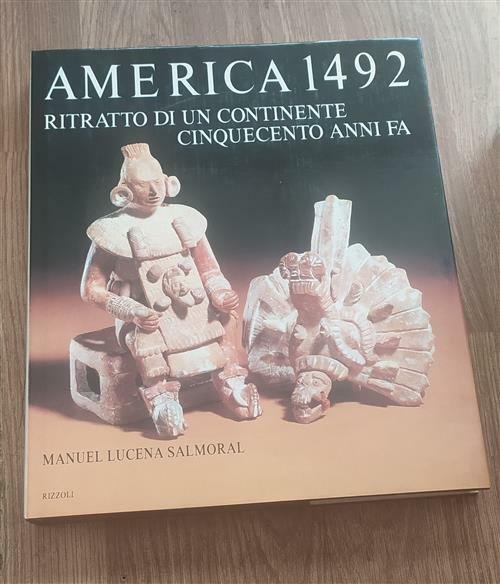 AMERICA 1492
RITRATTO DI UN CONTINENTE
CINQUECENTO ANNI FA
MANUEL LUCENA SALMORAL
RIZZOLI